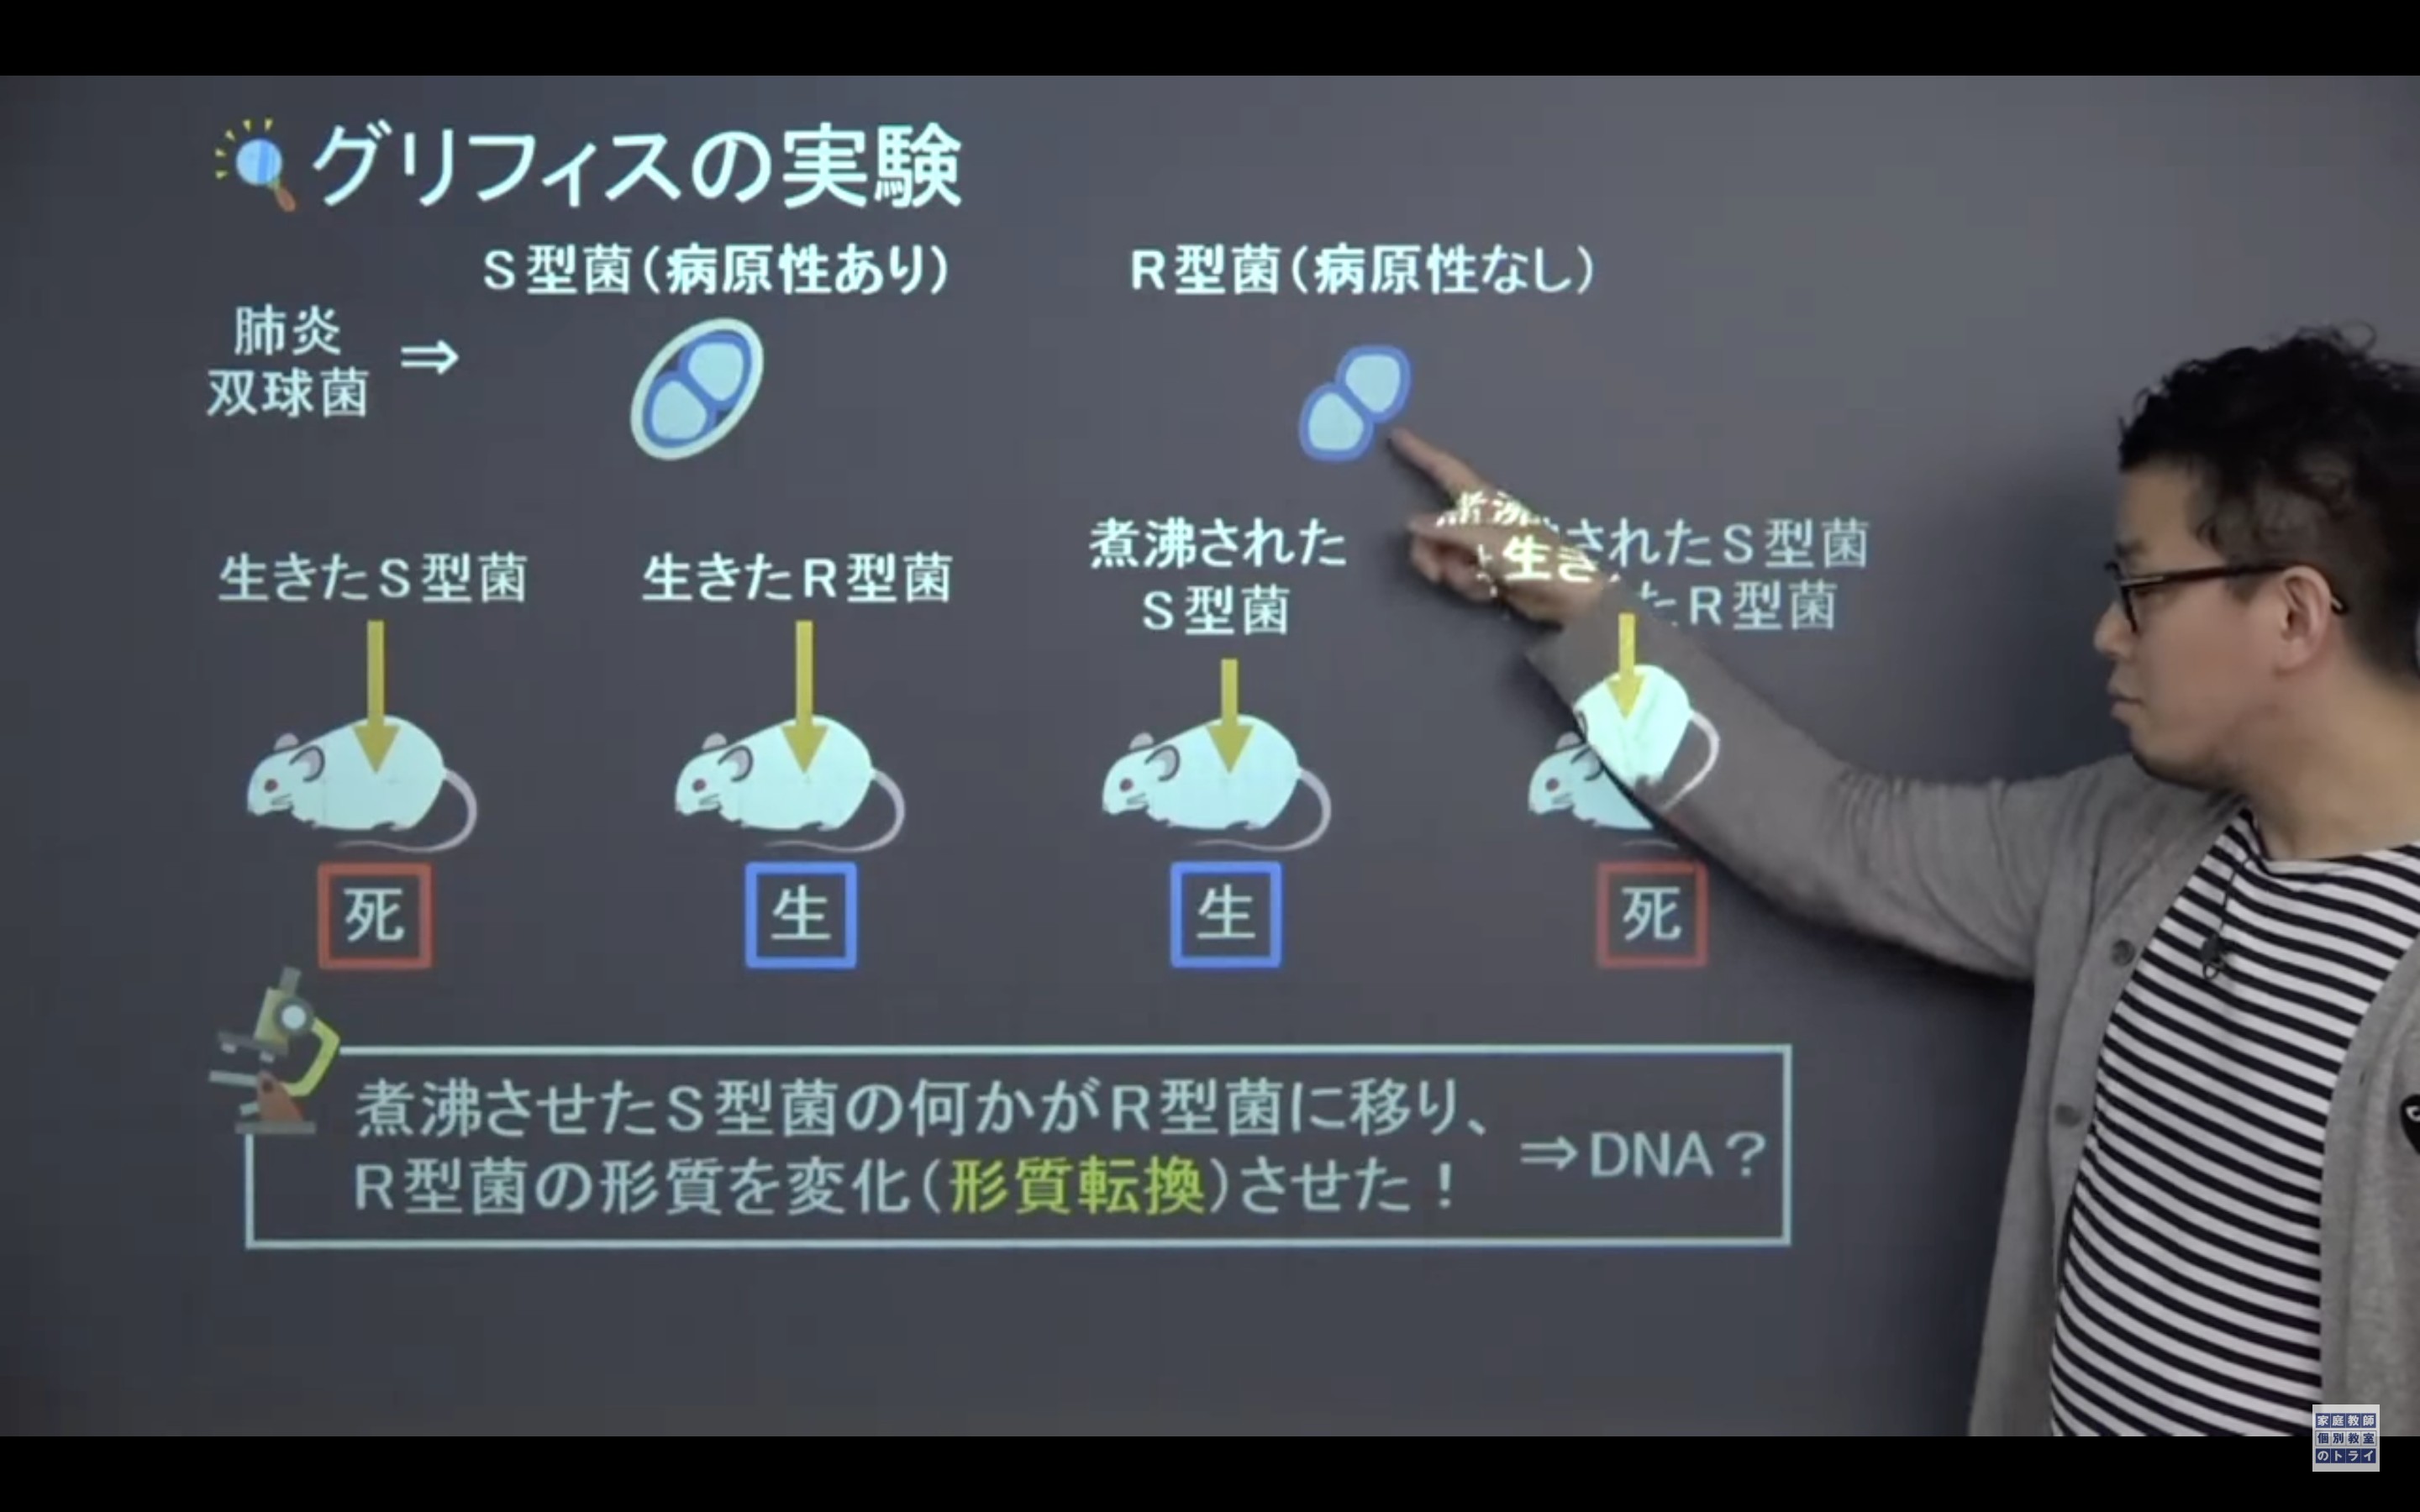 グリフィスの実験
S型菌（病原性あり）
R型菌（病原性なし）
肺炎
双球菌
⇒
生きたS型菌
生きたR型菌
煮沸された
S型菌
煮沸されたS型菌
生きたR型菌
死
生
生
死
煮沸させたS型菌の何かがR型菌に移り、
R型菌の形質を変化（形質転換）させた！
⇒DNA？
家庭教師
個別教室
のトライ